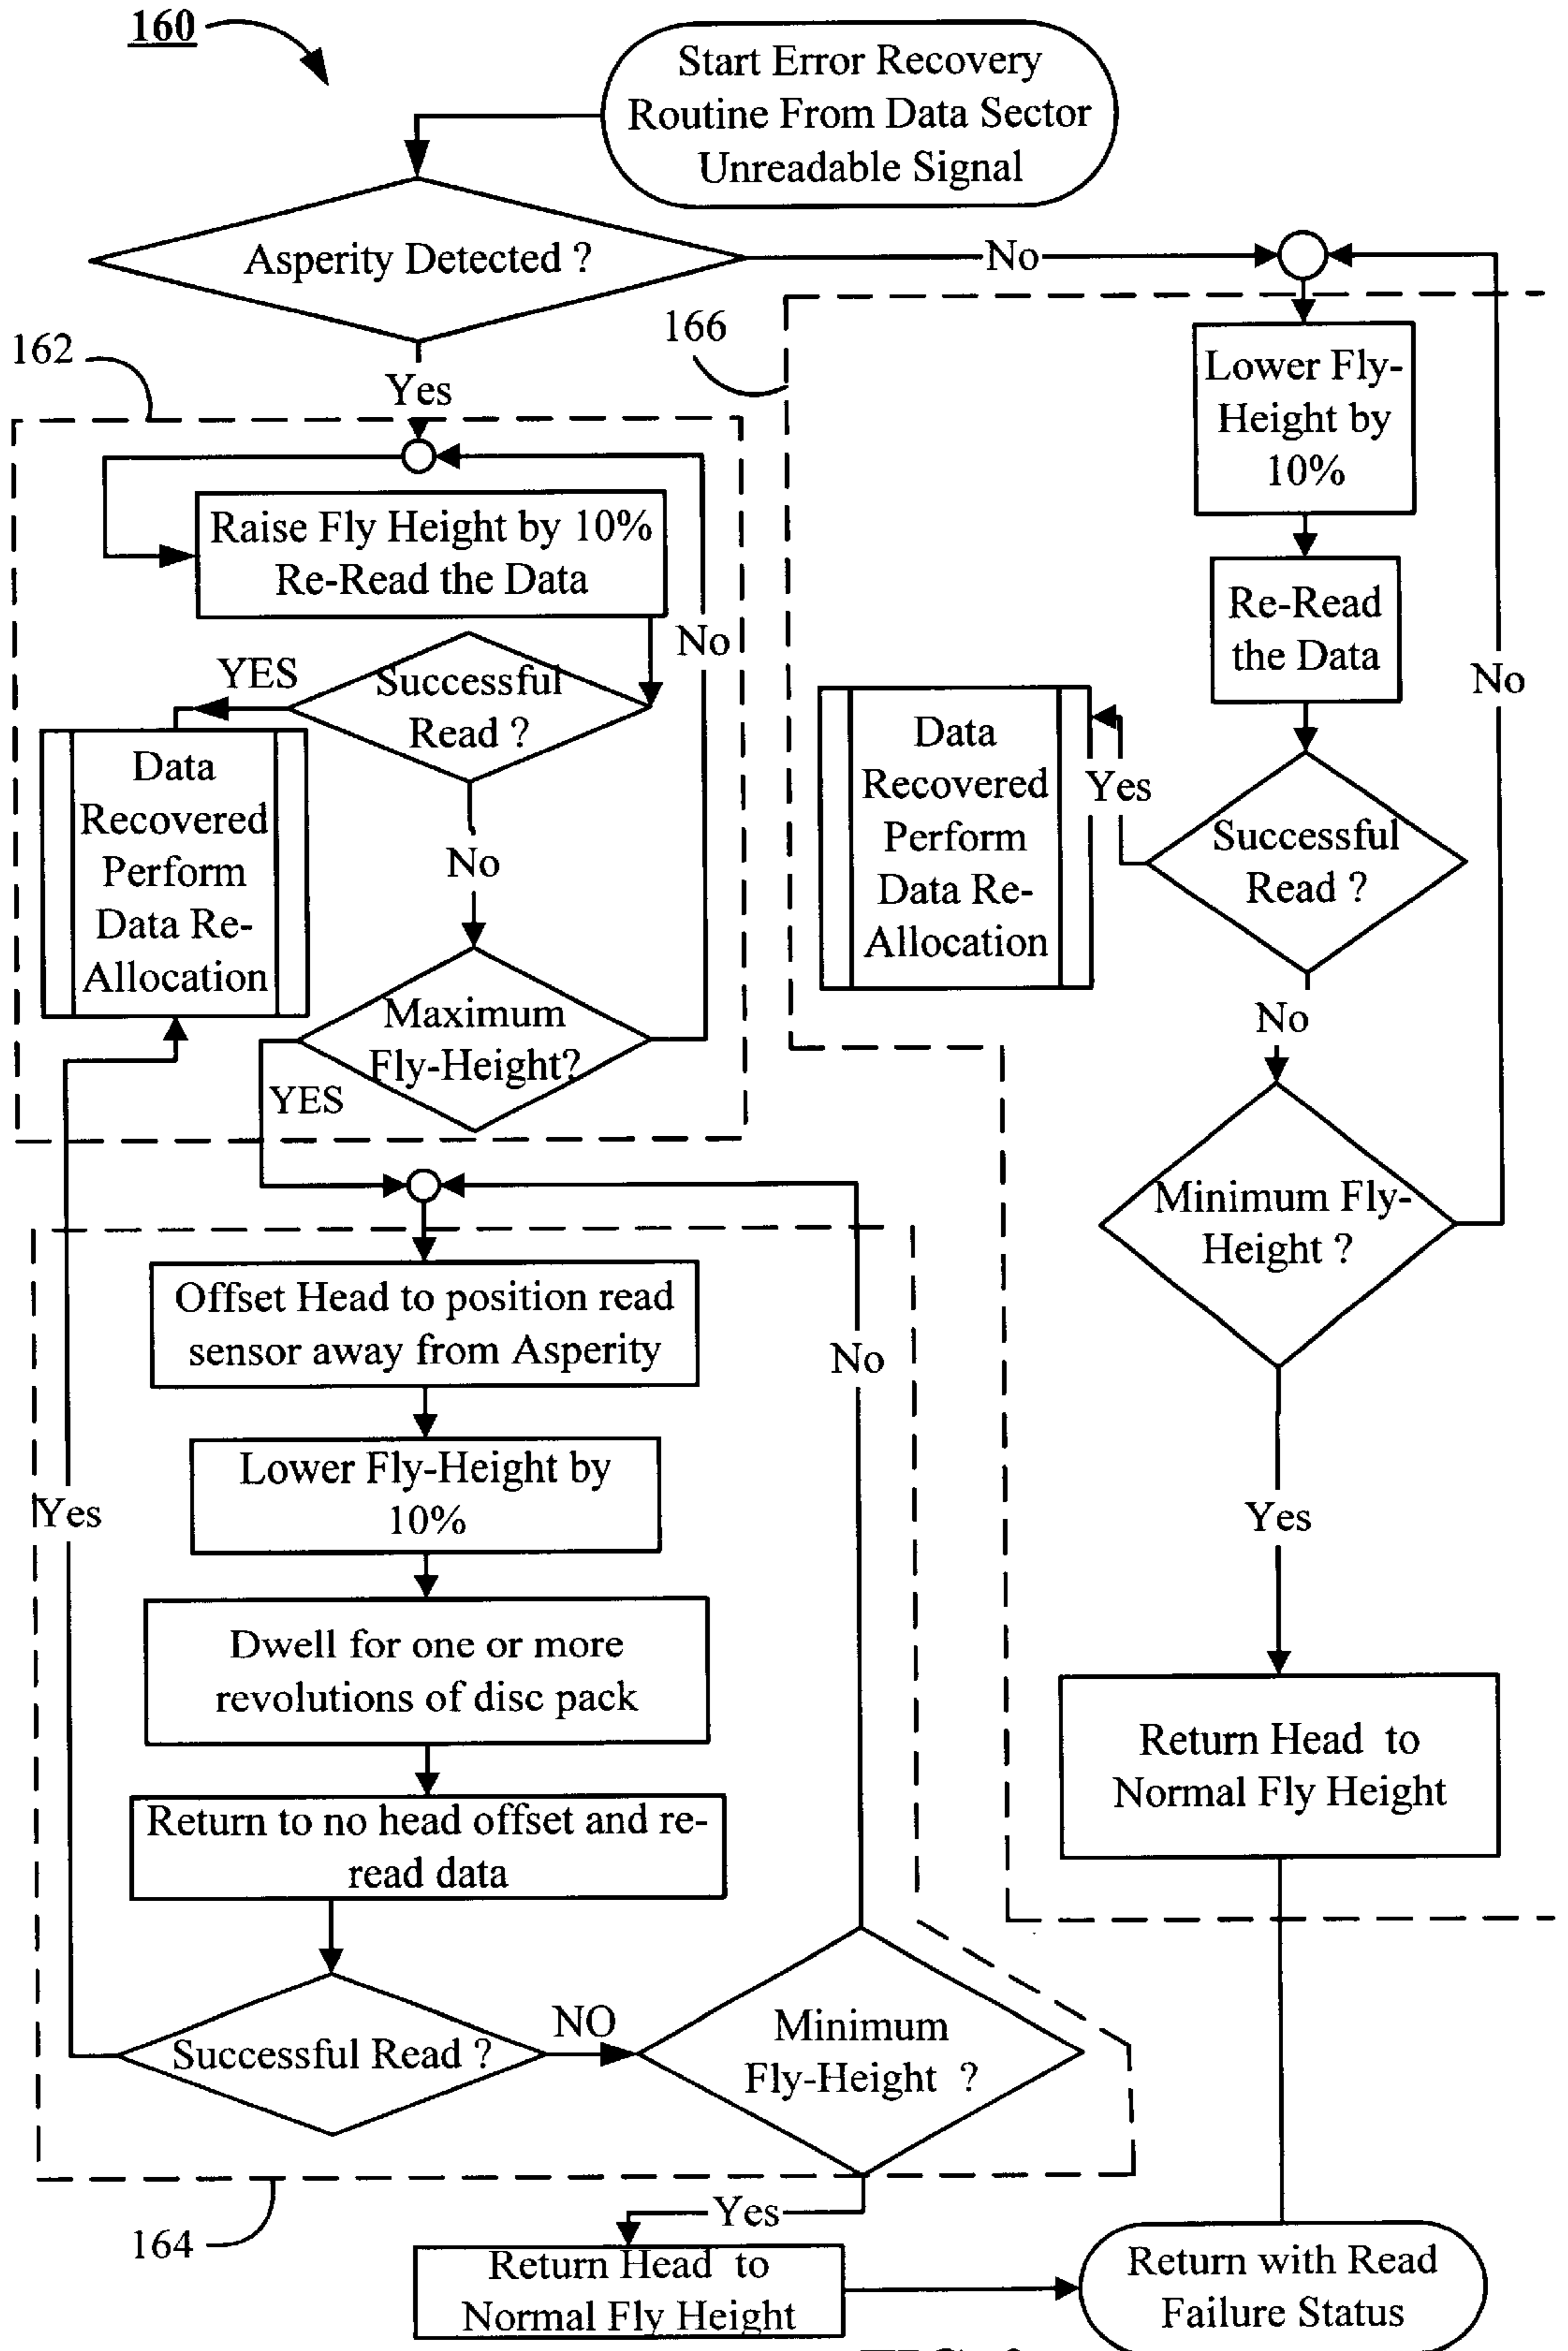 160
Start Error Recovery
Routine From Data Sector
Unreadable Signal
Asperity Detected ?
No
166
162
Yes
Lower Fly-
Height by
10%
Raise Fly Height by 10%
Re-Read the Data
No
Re-Read
the Data
No
YES
Successful
Read ?
Data
Recovered
Perform
Data Re-
Allocation
Data
Recovered
Perform
Data Re-
Allocation
Yes
Successful
Read ?
No
No
Maximum
Fly-Height?
YES
Minimum Fly-
Height ?
Offset Head to position read
sensor away from Asperity
No
Lower Fly-Height by
10%
Yes
Yes
Dwell for one or more
revolutions of disc pack
Return Head to
Normal Fly Height
Return to no head offset and re-
read data
Successful Read ?
NO
Minimum
Fly-Height ?
164
Yes
Return Head to
Normal Fly Height
Return with Read
Failure Status